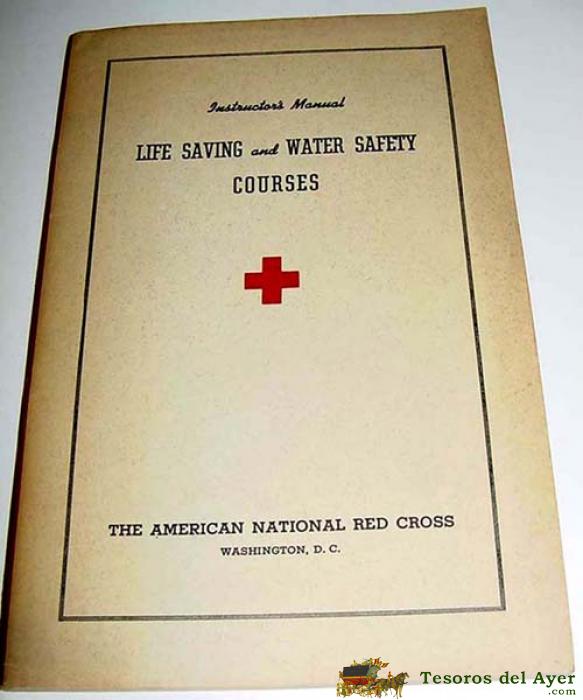 Instructor's Manual
LIFE SAVING and WATER SAFETY
COURSES
THE AMERICAN NATIONAL RED CROSS
WASHINGTON, D. C.
Tesoros del Ayer
.com